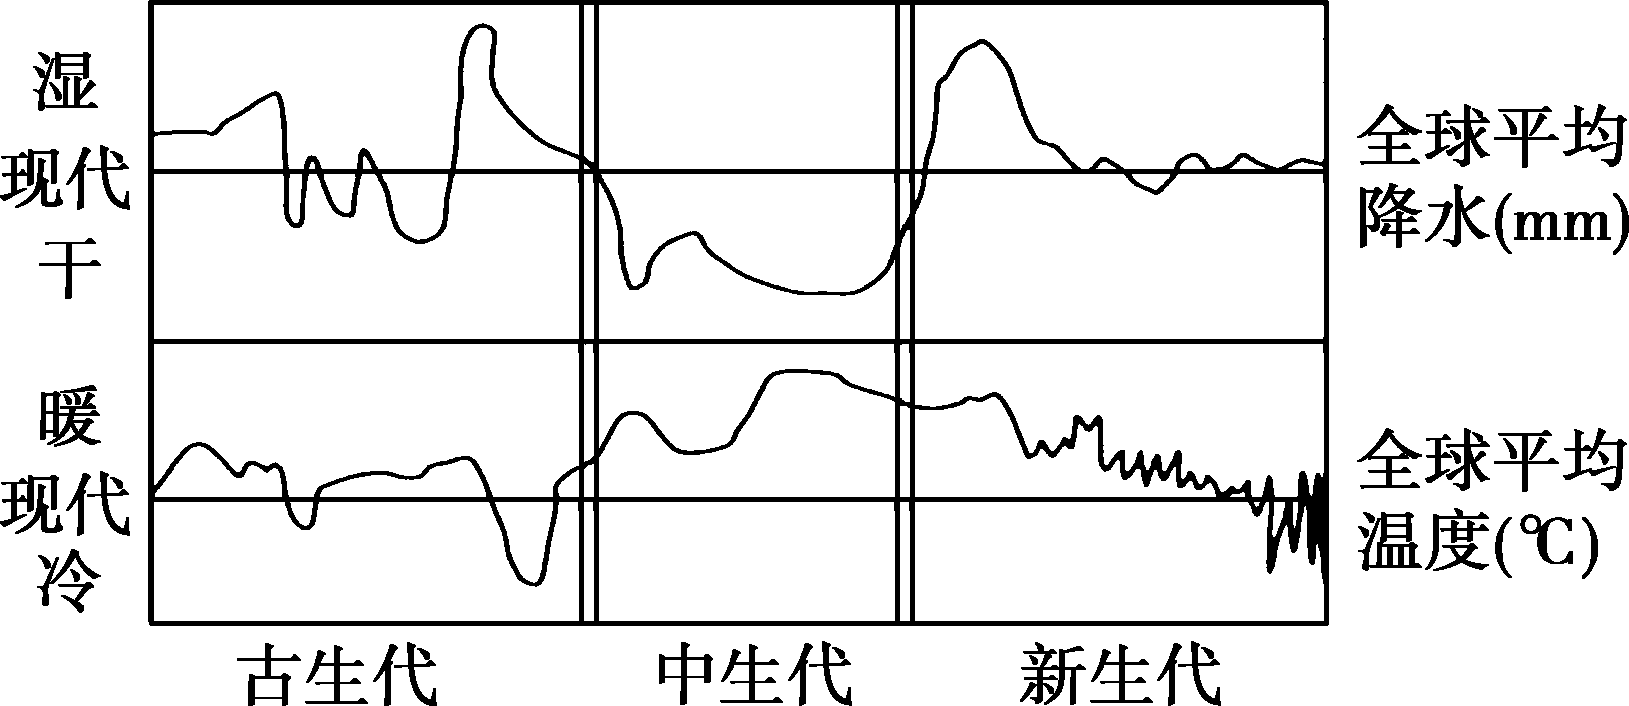 湿
现代
干
全球平均
降水(mm)
暖
现代
冷
全球平均
温度(℃)
古生代
中生代
新生代